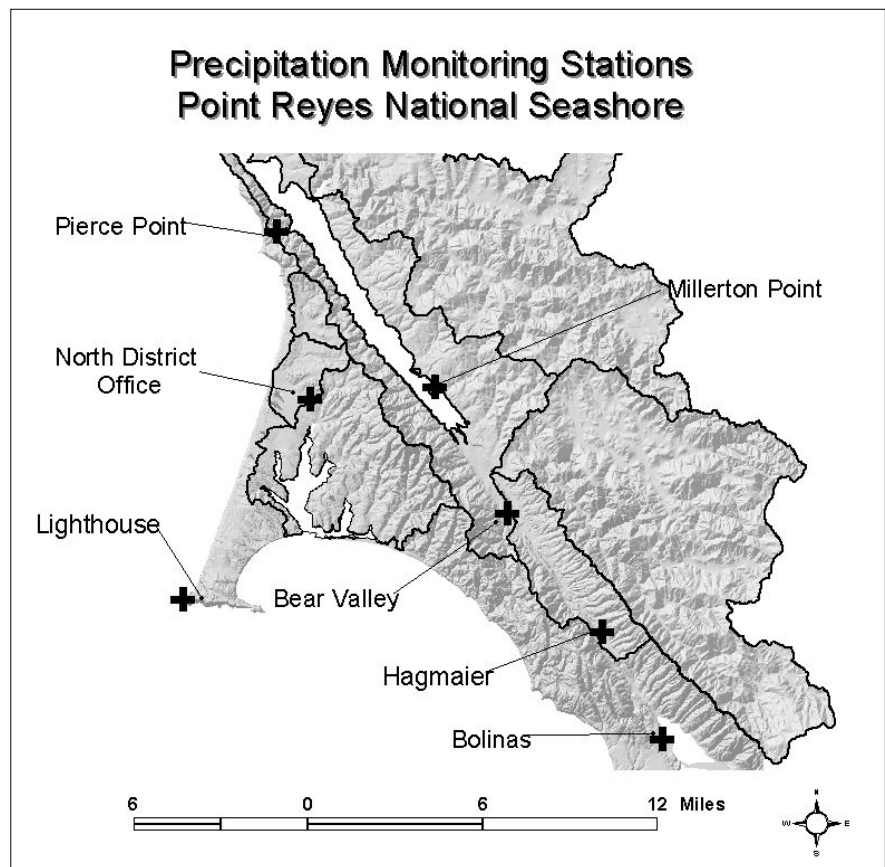 Precipitation Monitoring Stations
Point Reyes National Seashore
Pierce Point
Millerton Point
North District
Office
Lighthouse
Bear Valley
Hagmaier
Bolinas
6 0 6 12 Miles
N
W E
S